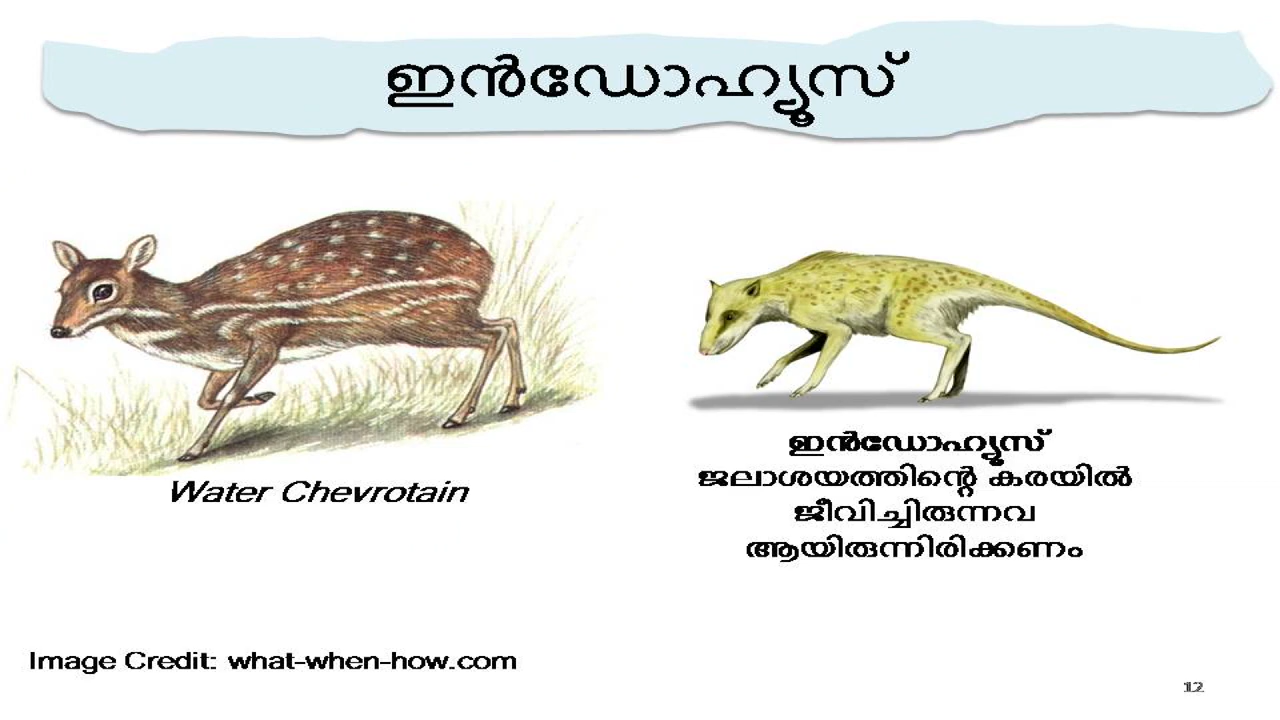 ഇൻഡോഹ്യൂസ്
Water Chevrotain
ഇൻഡോഹ്യൂസ്
ജലാശയത്തിന്റെ കരയിൽ
ജീവിച്ചിരുന്നവ
ആയിരുന്നിരിക്കണം
Image Credit: what-when-how.com
12